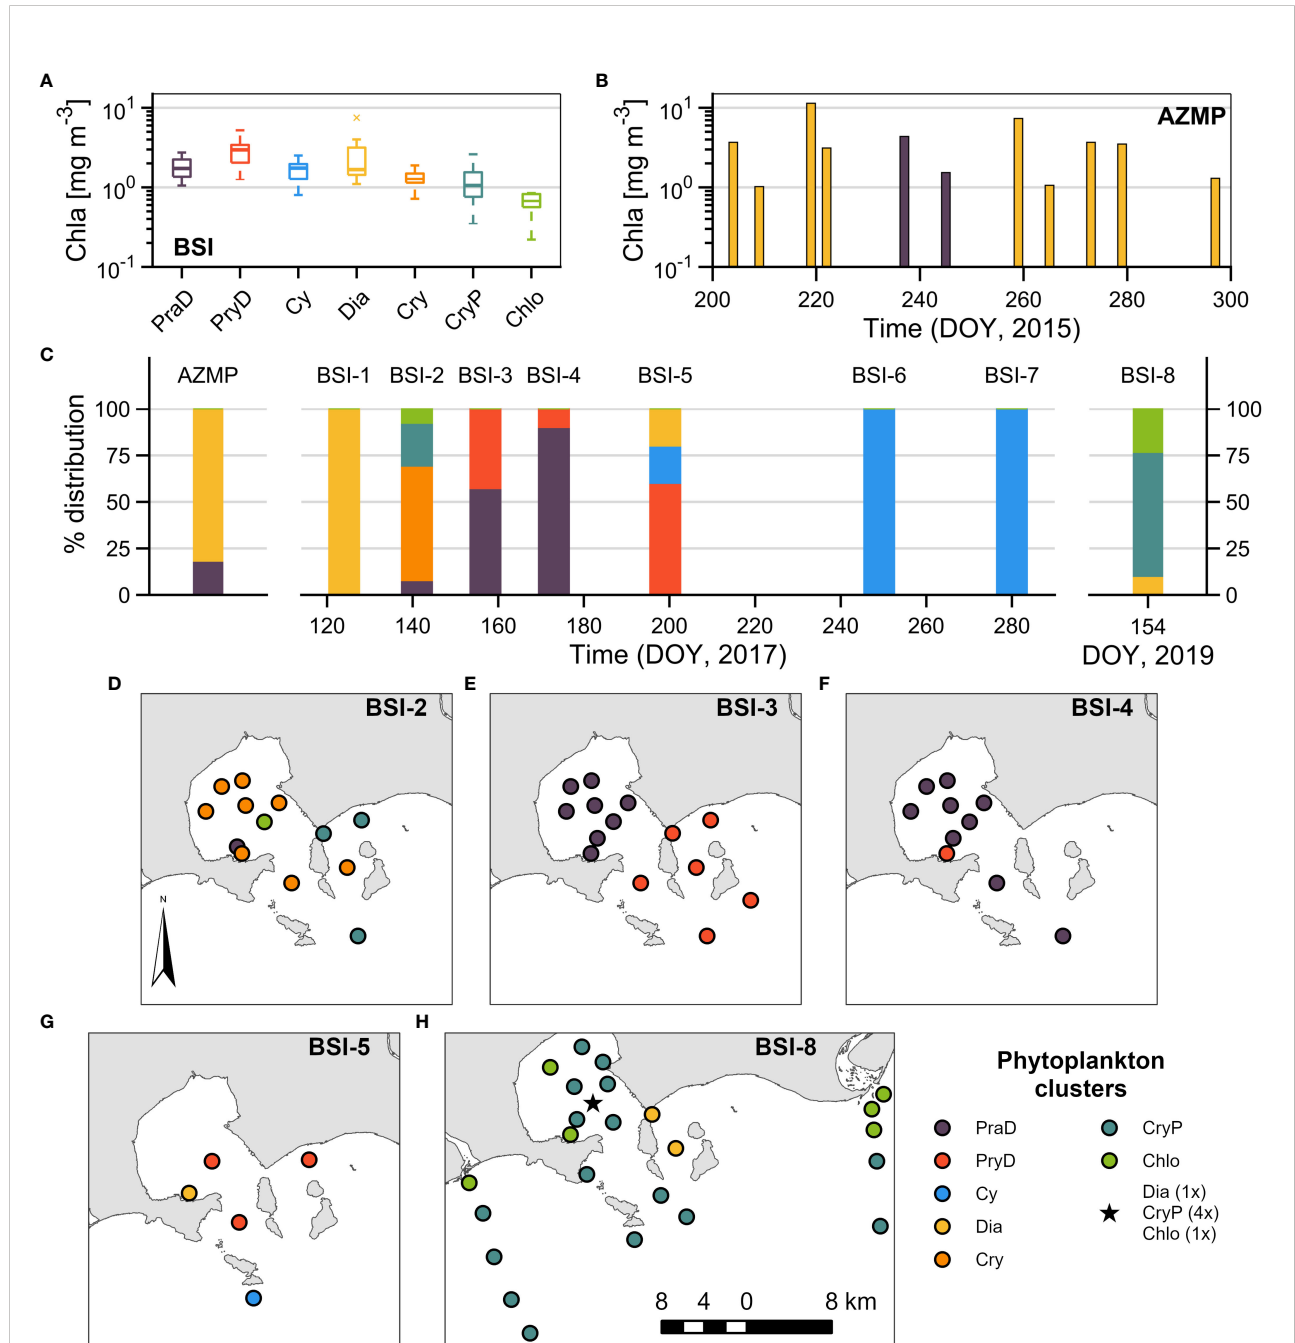 A
B
Chla [mg m-3]
10^1
10^0
10^-1
BSI
PraD
PryD
Cy
Dia
Cry
CryP
Chlo
Chla [mg m-3]
10^1
10^0
10^-1
AZMP
200 220 240 260 280 300
Time (DOY, 2015)
C
AZMP BSI-1 BSI-2 BSI-3 BSI-4 BSI-5 BSI-6 BSI-7 BSI-8
% distribution
100 100
75 75
50 50
25 25
0 0
120 140 160 180 200 220 240 260 280 154
Time (DOY, 2017) DOY, 2019
D E F
BSI-2 BSI-3 BSI-4
N
G H
BSI-5 BSI-8
8 4 0 8 km
Phytoplankton
clusters
PraD
PryD
Cy
Dia
Cry
CryP
Chlo
Dia (1x)
CryP (4x)
Chlo (1x)